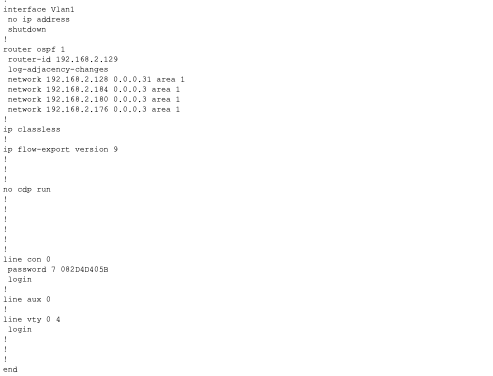 !
interface Vlan1
 no ip address
 shutdown
!
router ospf 1
 router-id 192.168.2.129
 log-adjacency-changes
 network 192.168.2.128 0.0.0.31 area 1
 network 192.168.2.184 0.0.0.3 area 1
 network 192.168.2.180 0.0.0.3 area 1
 network 192.168.2.176 0.0.0.3 area 1
!
ip classless
!
ip flow-export version 9
!
!
!
no cdp run
!
!
!
!
!
!
line con 0
 password 7 082D4D405B
 login
!
line aux 0
!
line vty 0 4
 login
!
!
!
end